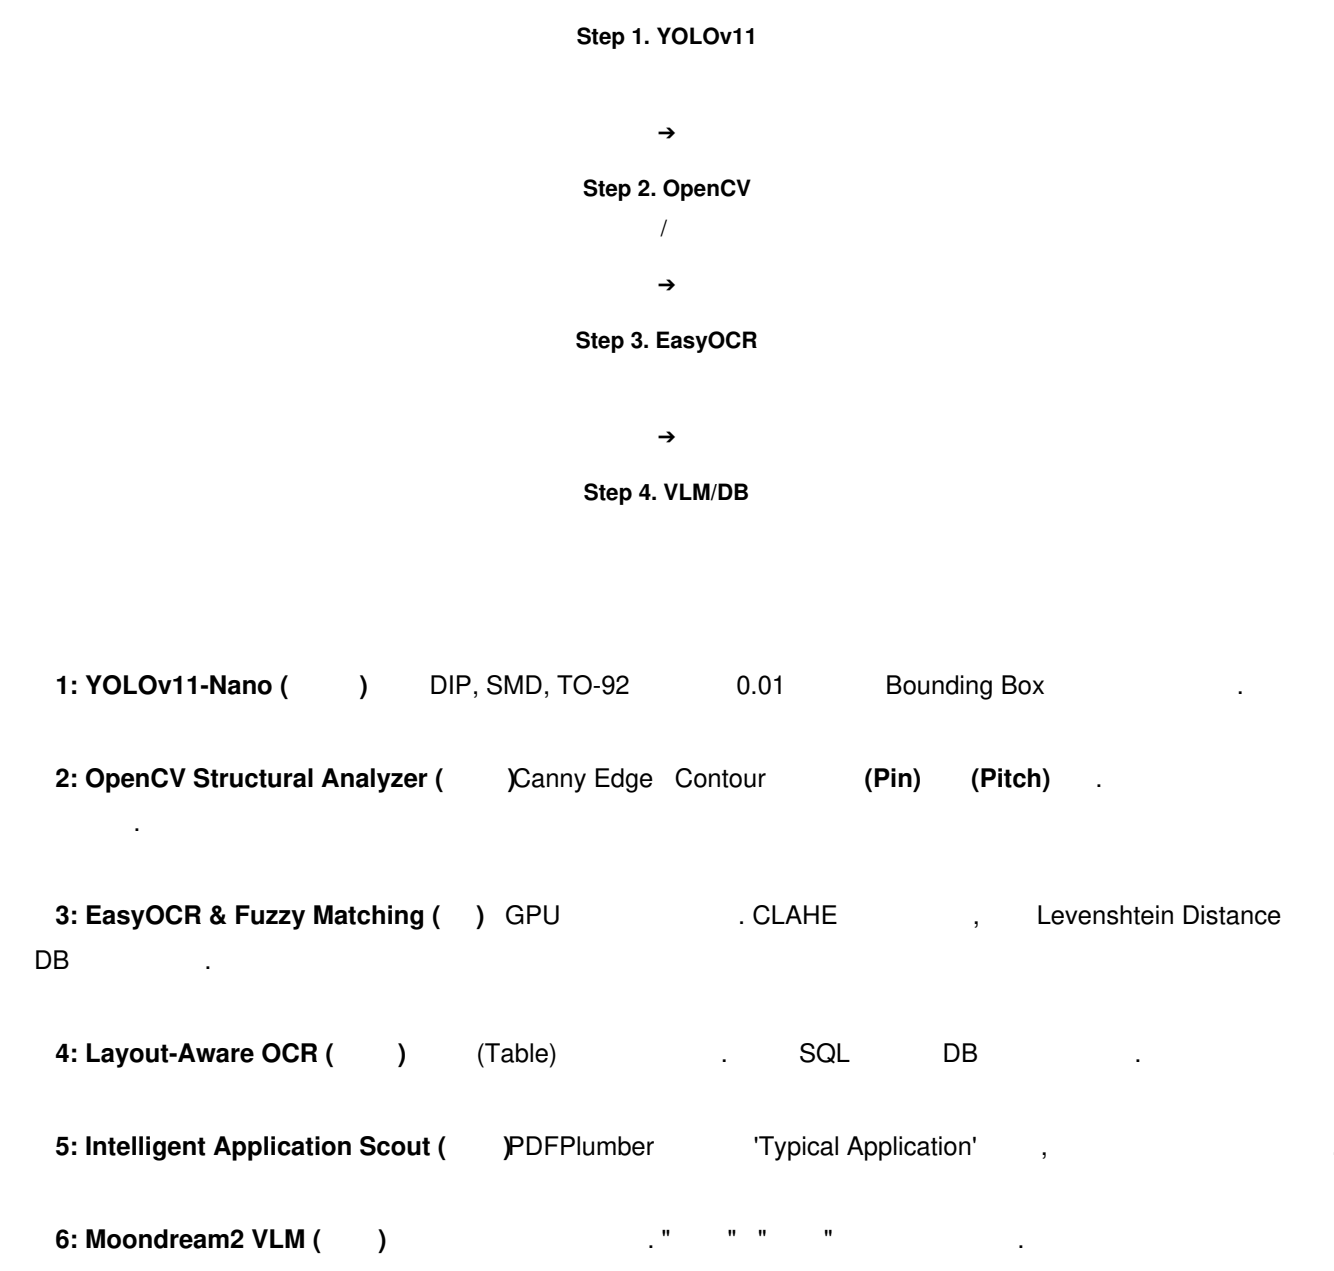 Step 1. YOLOv11
➔
Step 2. OpenCV
/
➔
Step 3. EasyOCR
➔
Step 4. VLM/DB
1: YOLOv11-Nano ( ) DIP, SMD, TO-92 0.01 Bounding Box .
2: OpenCV Structural Analyzer ( )Canny Edge Contour (Pin) (Pitch) .
.
3: EasyOCR & Fuzzy Matching ( ) GPU . CLAHE , Levenshtein Distance
DB .
4: Layout-Aware OCR ( ) (Table) . SQL DB .
5: Intelligent Application Scout ( )PDFPlumber 'Typical Application' , .
6: Moondream2 VLM ( ) . " " " " .